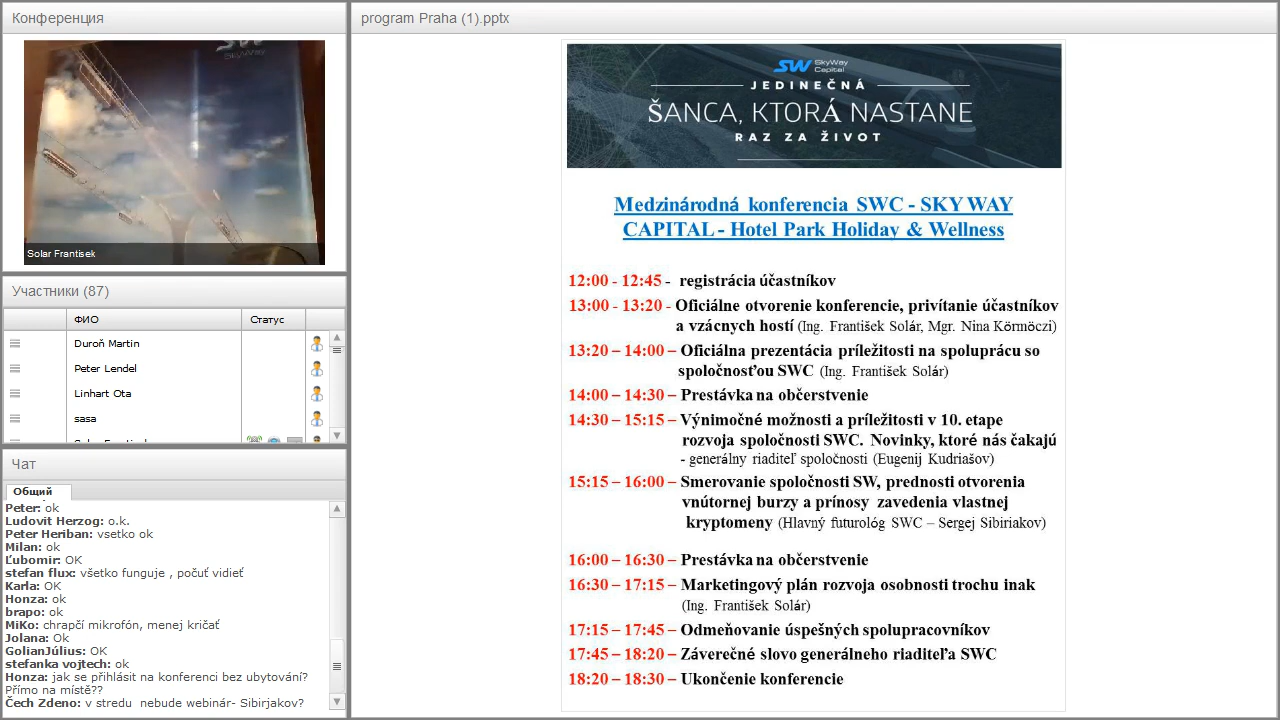 Конференция
SW
SkyWay
Solar Frantisek
Участники (87)
ФИО
Статус
Duroň Martin
Peter Lendel
Linhart Ota
sasa
Чат
Общий
Peter: ok
Ludovit Herzog: o.k.
Peter Heriban: vsetko ok
Milan: ok
Ľubomir: OK
stefan flux: všetko funguje , počuť vidieť
Karla: OK
Honza: ok
brapo: ok
MiKo: chrapčí mikrofón, menej kričať
Jolana: Ok
GolianJúlius: OK
stefanka vojtech: ok
Honza: jak se přihlásit na konferenci bez ubytování?
Přímo na místě??
Čech Zdeno: v stredu nebude webinár- Sibirjakov?
program Praha (1).pptx
SW SkyWay
Capital
JEDINEČNÁ
ŠANCA, KTORÁ NASTANE
RAZ ZA ŽIVOT
Medzinárodná konferencia SWC - SKY WAY
CAPITAL - Hotel Park Holiday & Wellness
12:00 - 12:45 - registrácia účastníkov
13:00 - 13:20 - Oficiálne otvorenie konferencie, privítanie účastníkov
a vzácnych hostí (Ing. František Solár, Mgr. Nina Körmöczi)
13:20 – 14:00 – Oficiálna prezentácia príležitosti na spoluprácu so
spoločnosťou SWC (Ing. František Solár)
14:00 – 14:30 – Prestávka na občerstvenie
14:30 – 15:15 – Výnimočné možnosti a príležitosti v 10. etape
rozvoja spoločnosti SWC. Novinky, ktoré nás čakajú
- generálny riaditeľ spoločnosti (Eugenij Kudriašov)
15:15 – 16:00 – Smerovanie spoločnosti SW, prednosti otvorenia
vnútornej burzy a prínosy zavedenia vlastnej
kryptomeny (Hlavný futurológ SWC – Sergej Sibiriakov)
16:00 – 16:30 – Prestávka na občerstvenie
16:30 – 17:15 – Marketingový plán rozvoja osobnosti trochu inak
(Ing. František Solár)
17:15 – 17:45 – Odmeňovanie úspešných spolupracovníkov
17:45 – 18:20 – Záverečné slovo generálneho riaditeľa SWC
18:20 – 18:30 – Ukončenie konferencie